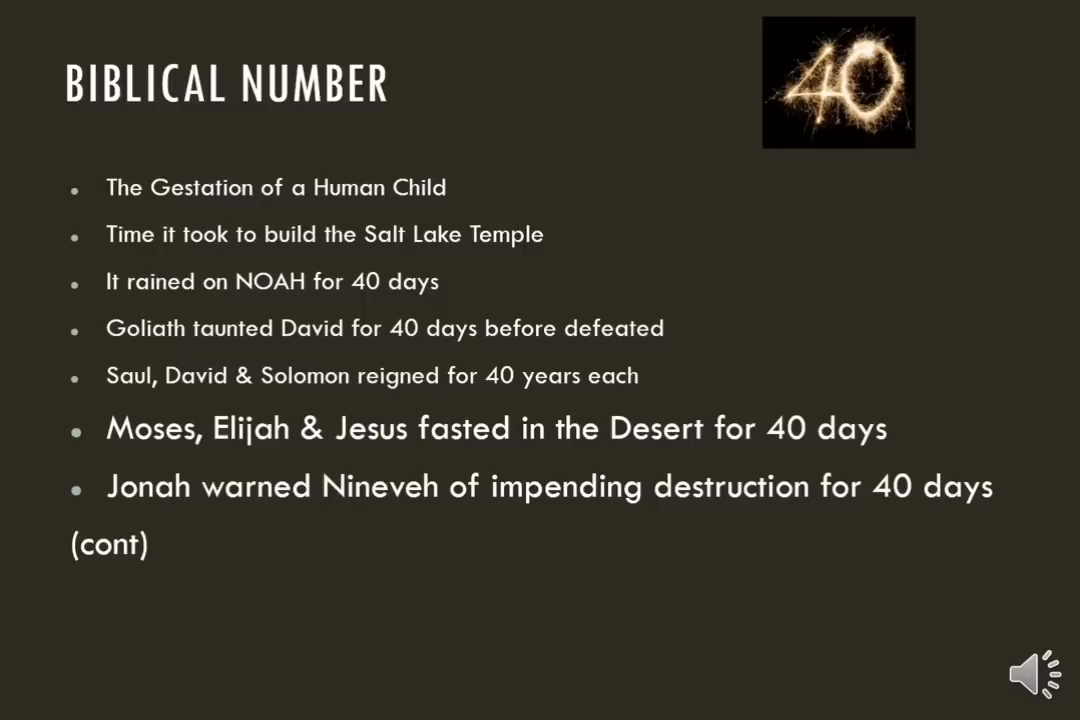 BIBLICAL NUMBER
40
• The Gestation of a Human Child
• Time it took to build the Salt Lake Temple
• It rained on NOAH for 40 days
• Goliath taunted David for 40 days before defeated
• Saul, David & Solomon reigned for 40 years each
• Moses, Elijah & Jesus fasted in the Desert for 40 days
• Jonah warned Nineveh of impending destruction for 40 days
(cont)